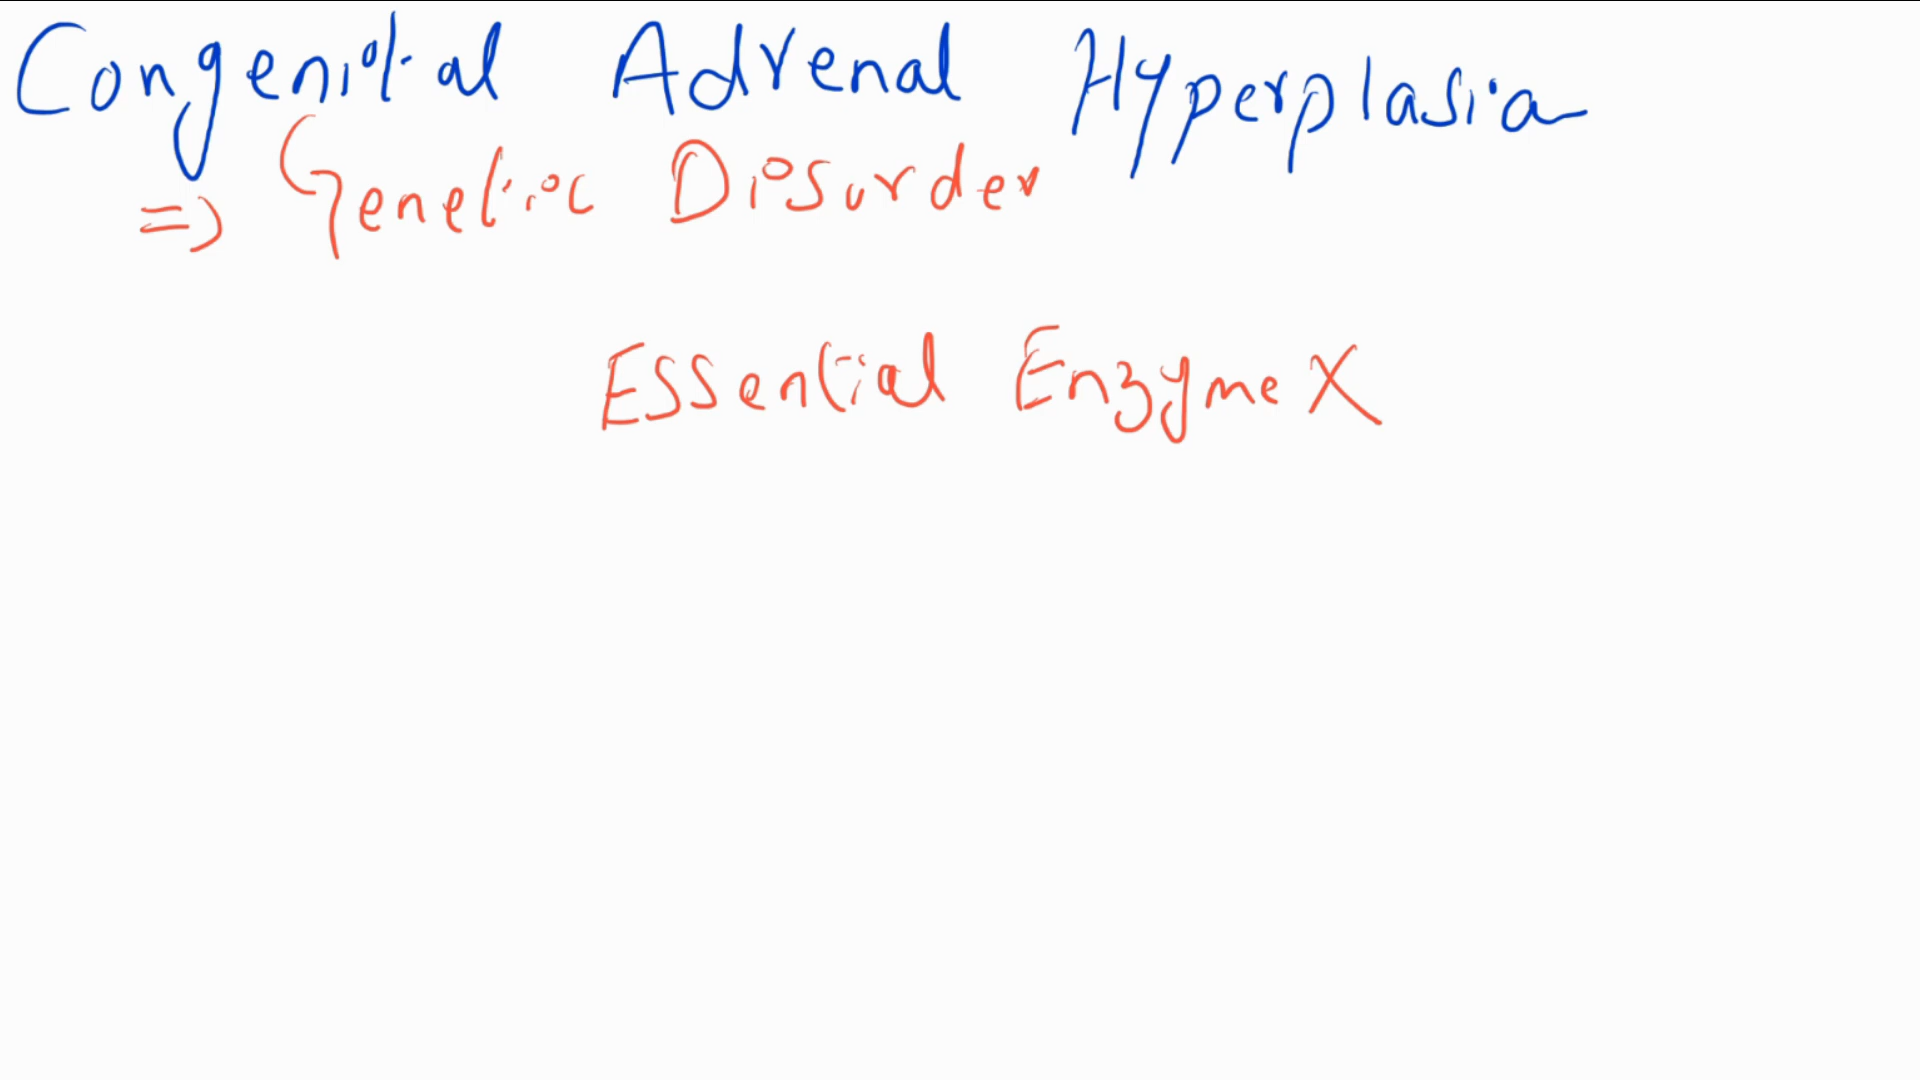 Congenital Adrenal Hyperplasia
=> Genetic Disorder
Essential Enzyme X